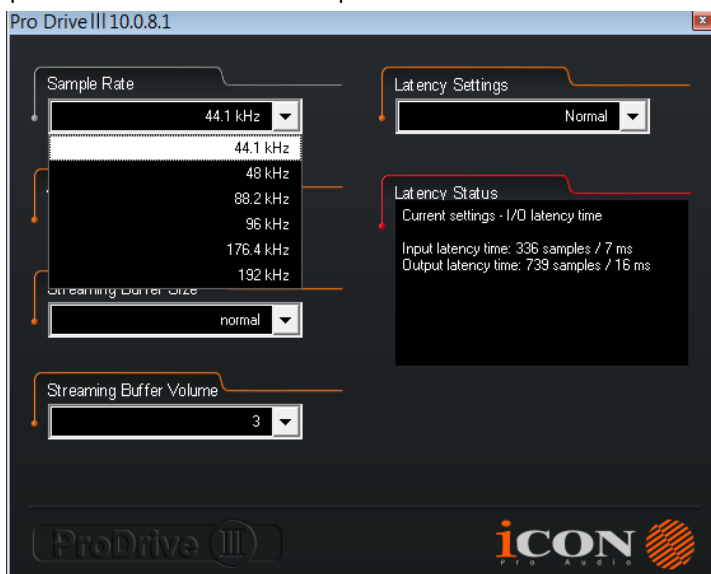 Pro Drive III 10.0.8.1
Sample Rate
44.1 kHz
44.1 kHz
48 kHz
88.2 kHz
96 kHz
176.4 kHz
192 kHz
Streaming Buffer Size
normal
Streaming Buffer Volume
3
Latency Settings
Normal
Latency Status
Current settings - I/O latency time
Input latency time: 336 samples / 7 ms
Output latency time: 739 samples / 16 ms
ProDrive III
iCON
Pro Audio